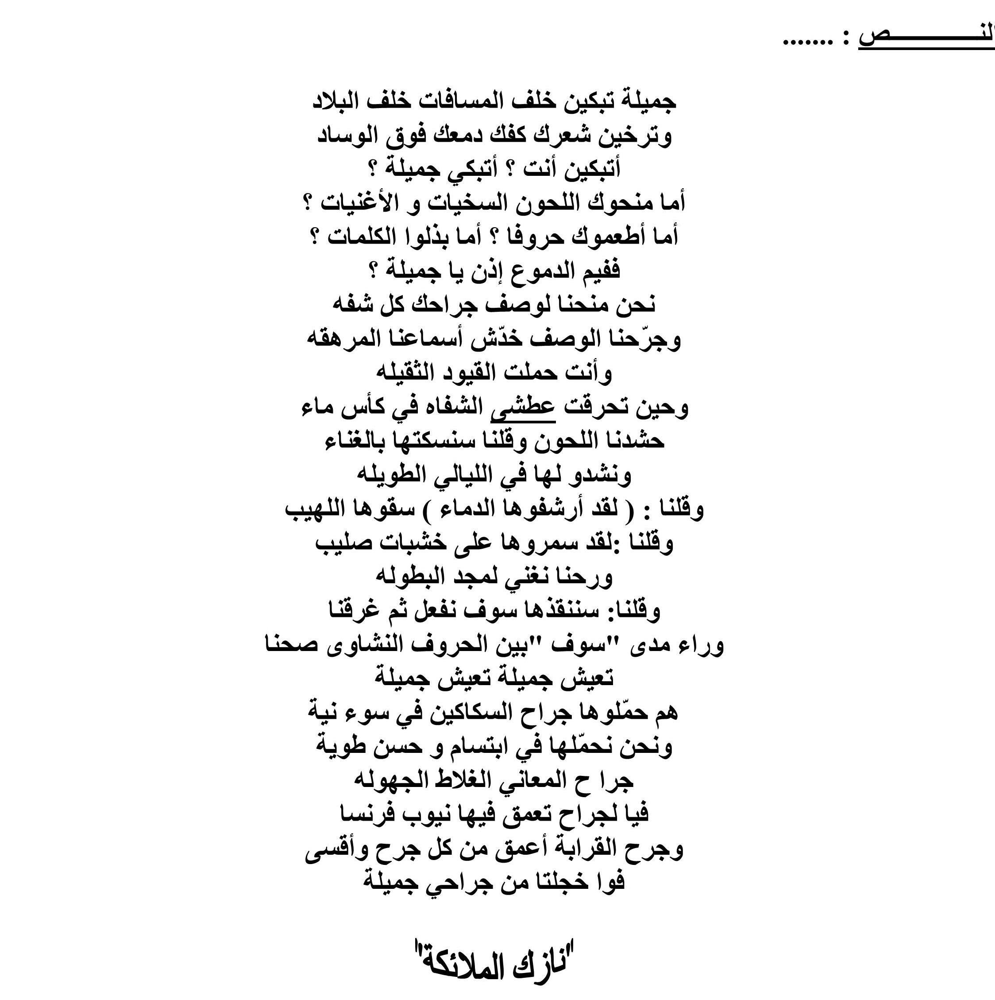 النـــــــــــص : .......
جميلة تبكين خلف المسافات خلف البلاد
وترخين شعرك كفك دمعك فوق الوساد
أتبكين أنت ؟ أتبكي جميلة ؟
أما منحوك اللحون السخيات و الأغنيات ؟
أما أطعموك حروفا ؟ أما بذلوا الكلمات ؟
ففيم الدموع إذن يا جميلة ؟
نحن منحنا لوصف جراحك كل شفه
وجرّحنا الوصف خدّش أسماعنا المرهقه
وأنت حملت القيود الثقيله
وحين تحرقت عطشى الشفاه في كأس ماء
حشدنا اللحون وقلنا سنسكتها بالغناء
ونشدو لها في الليالي الطويله
وقلنا : ( لقد أرشفوها الدماء ) سقوها اللهيب
وقلنا :لقد سمروها على خشبات صليب
ورحنا نغني لمجد البطوله
وقلنا: سننقذها سوف نفعل ثم غرقنا
وراء مدى "سوف "بين الحروف النشاوى صحنا
تعيش جميلة تعيش جميلة
هم حمّلوها جراح السكاكين في سوء نية
ونحن نحمّلها في ابتسام و حسن طوية
جرا ح المعاني الغلاط الجهوله
فيا لجراح تعمق فيها نيوب فرنسا
وجرح القرابة أعمق من كل جرح وأقسى
فوا خجلتا من جراحي جميلة
"نازك الملائكة"